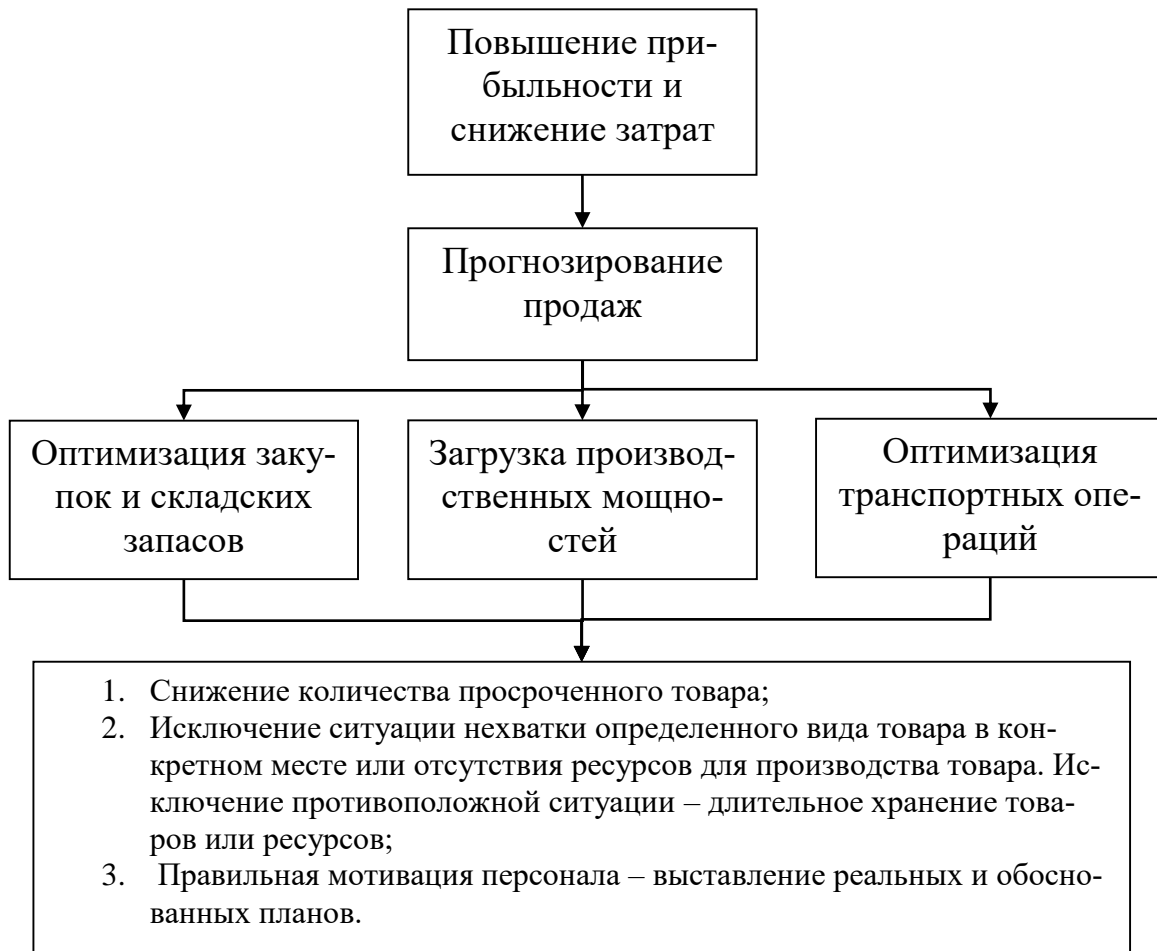 Повышение при-
быльности и
снижение затрат
Прогнозирование
продаж
Оптимизация заку-
пок и складских
запасов
Загрузка производ-
ственных мощно-
стей
Оптимизация
транспортных опе-
раций
1. Снижение количества просроченного товара;
2. Исключение ситуации нехватки определенного вида товара в кон-
кретном месте или отсутствия ресурсов для производства товара. Ис-
ключение противоположной ситуации – длительное хранение това-
ров или ресурсов;
3. Правильная мотивация персонала – выставление реальных и обосно-
ванных планов.